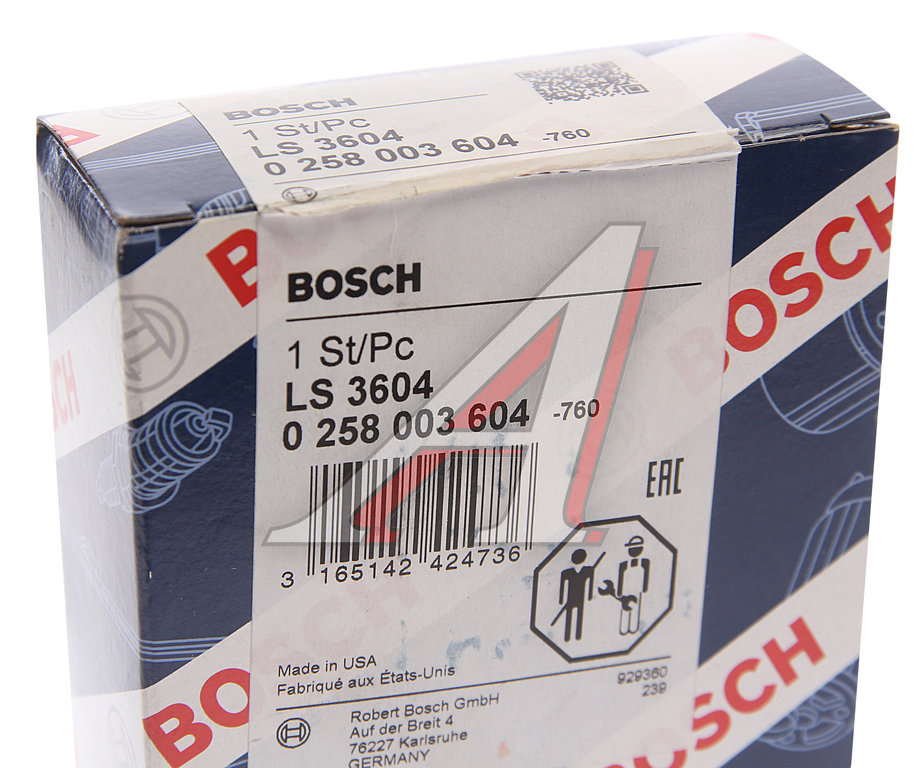 BOSCH
1 St/Pc
LS 3604
0 258 003 604 -760
BOSCH
1 St/Pc
LS 3604
0 258 003 604 -760
EAC
3 165142 424736
Made in USA
Fabriqué aux États-Unis
929360
239
Robert Bosch GmbH
Auf der Breit 4
76227 Karlsruhe
GERMANY
BOSCH
BOSCH